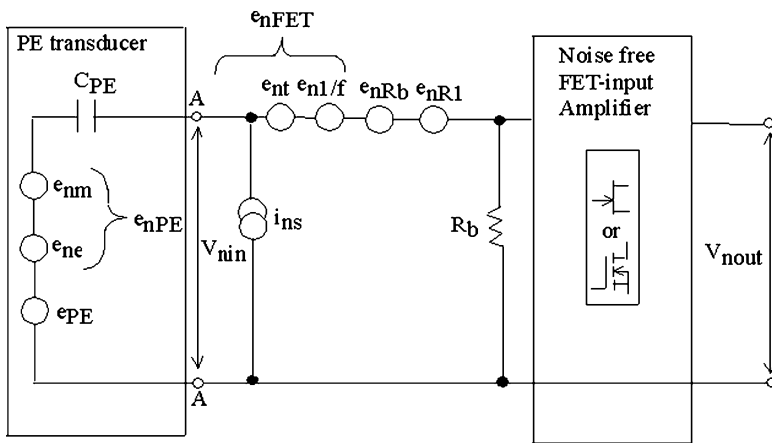 PE transducer
enFET
Noise free
FET-input
Amplifier
CPE
A
ent
en1/f
enRb
enR1
enm
ene
enPE
ins
Vnin
Rb
or
Vnout
ePE
A